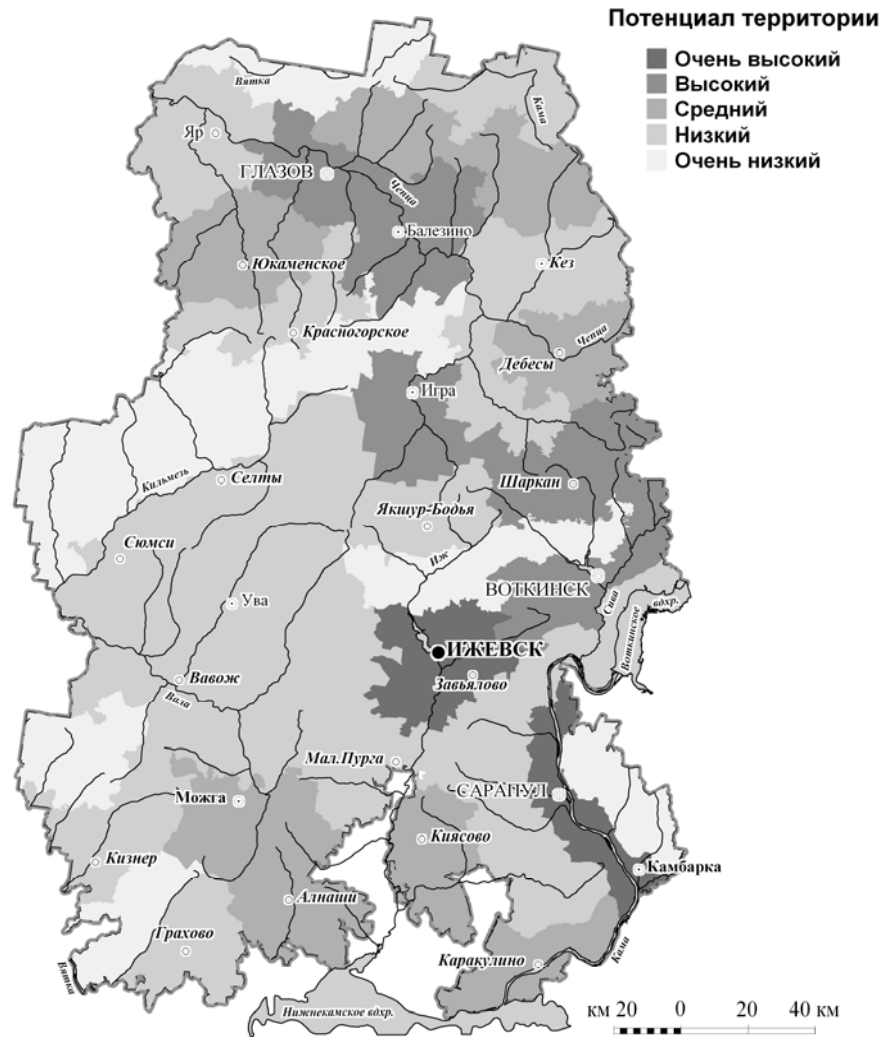 Потенциал территории
Очень высокий
Высокий
Средний
Низкий
Очень низкий
Вятка
Кама
Яр
ГЛАЗОВ
Чепца
Балезино
Юкаменское
Кез
Красногорское
Чепца
Дебесы
Игра
Кильмезь
Селты
Шаркан
Якшур-Бодья
Сюмси
Иж
ВОТКИНСК
Ува
Сива
Воткинское
вдхр.
ИЖЕВСК
Вавож
Завьялово
Вала
Мал.Пурга
Можга
САРАПУЛ
Киясово
Кизнер
Камбарка
Алнаши
Грахово
Каракулино
Кама
Вятка
Нижнекамское вдхр.
км 20 0 40 км